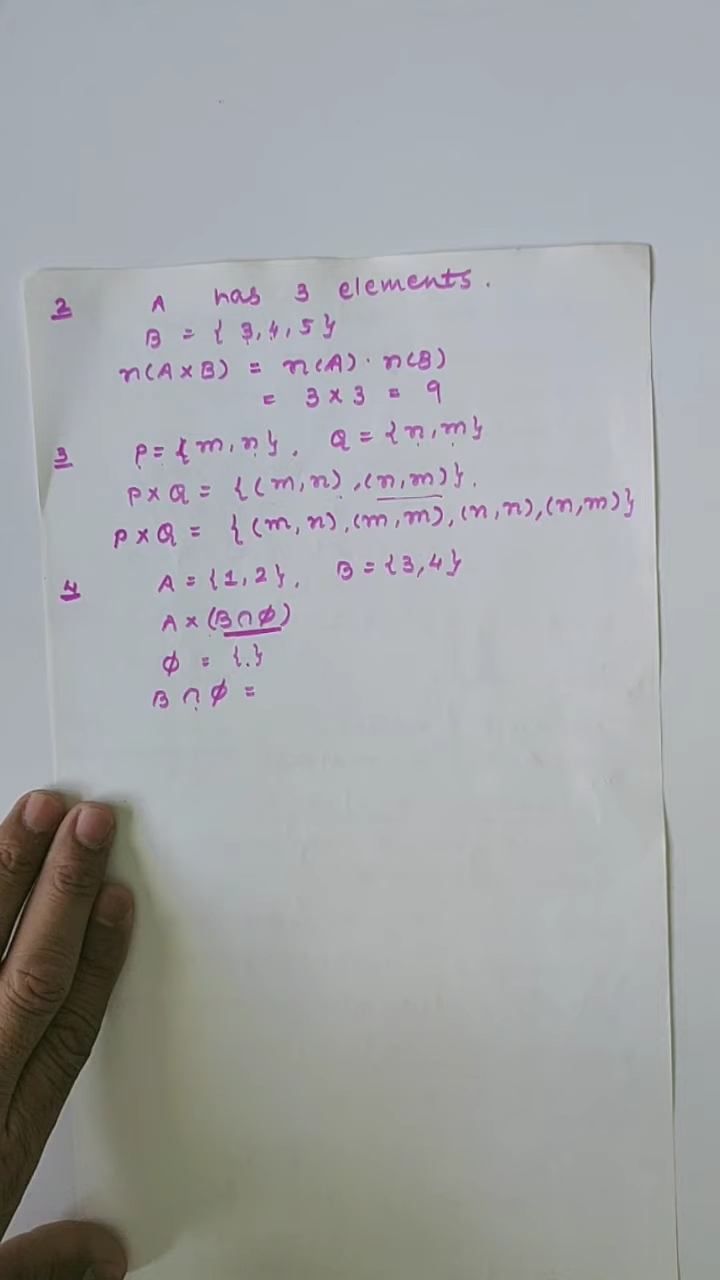 2 A has 3 elements.
B = { 3, 4, 5 }
n(A × B) = n(A) · n(B)
= 3 × 3 = 9
3 P = { m, n }, Q = { n, m }
P × Q = { (m, n), (n, m) }.
P × Q = { (m, n), (m, m), (n, n), (n, m) }
4 A = { 1, 2 }, B = { 3, 4 }
A × (B ∩ ϕ)
ϕ = { . }
B ∩ ϕ =